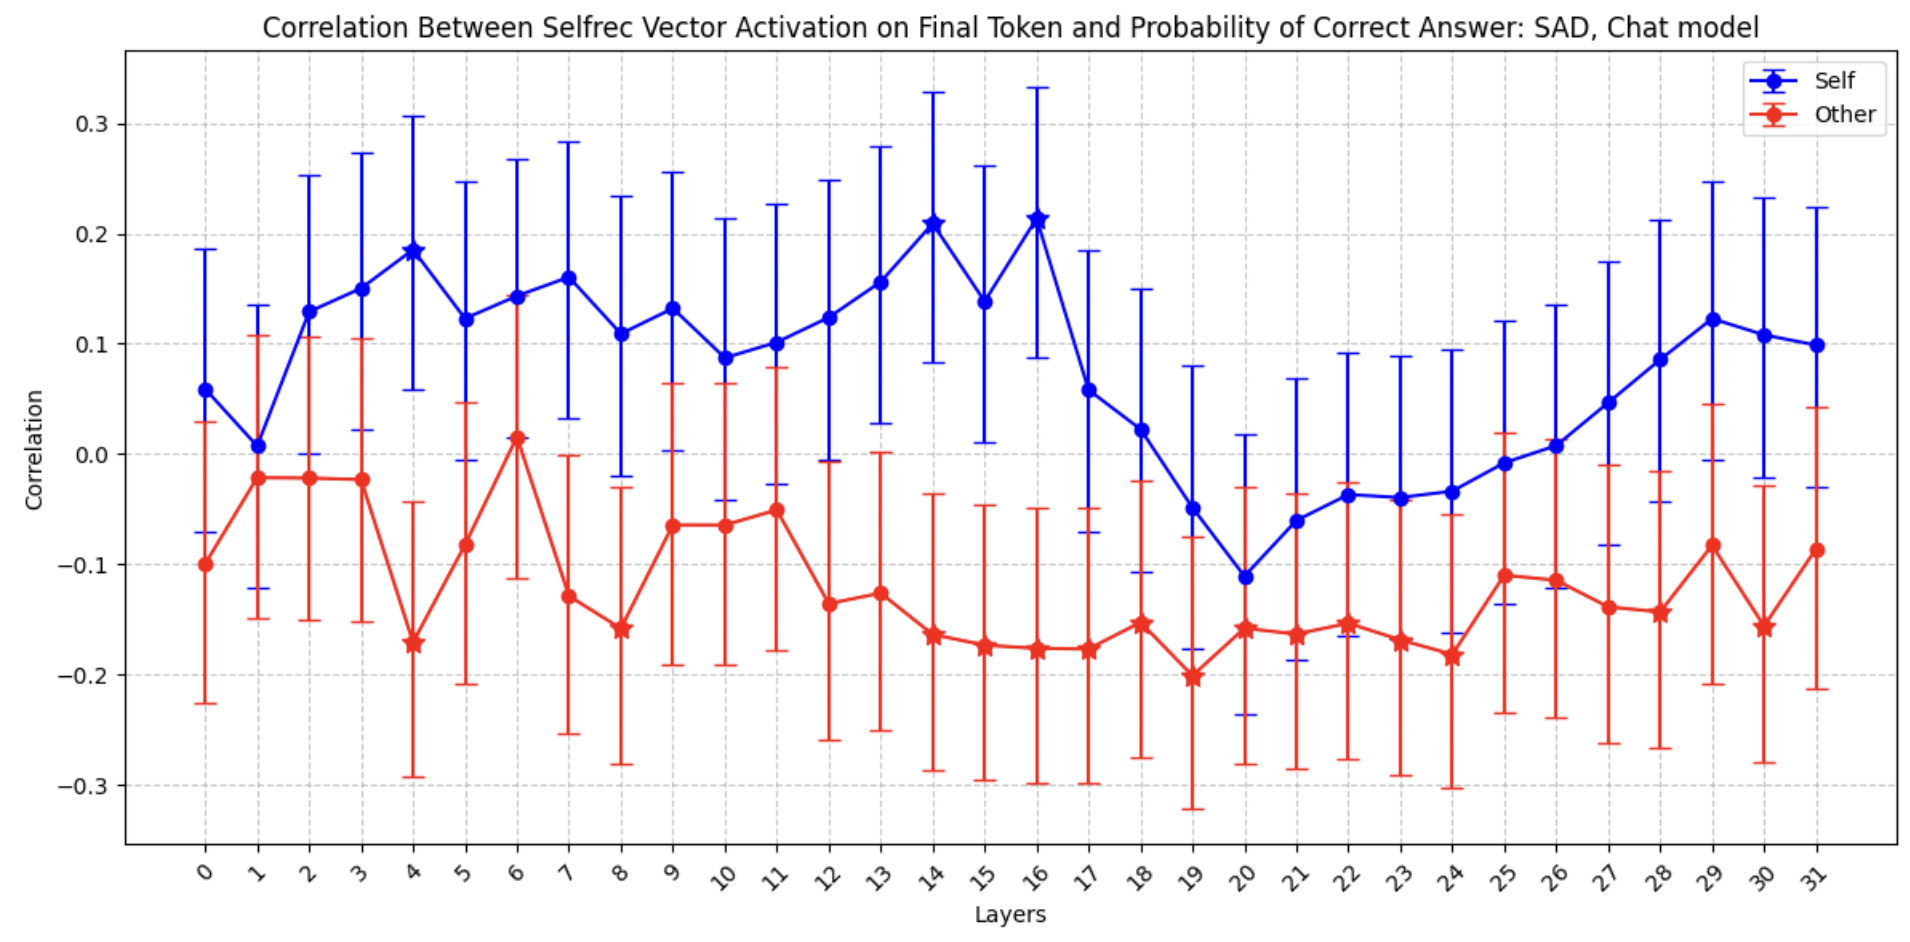 Correlation Between Selfrec Vector Activation on Final Token and Probability of Correct Answer: SAD, Chat model
Self
Other
0.3
0.2
0.1
0.0
−0.1
−0.2
−0.3
Correlation
0 1 2 3 4 5 6 7 8 9 10 11 12 13 14 15 16 17 18 19 20 21 22 23 24 25 26 27 28 29 30 31
Layers